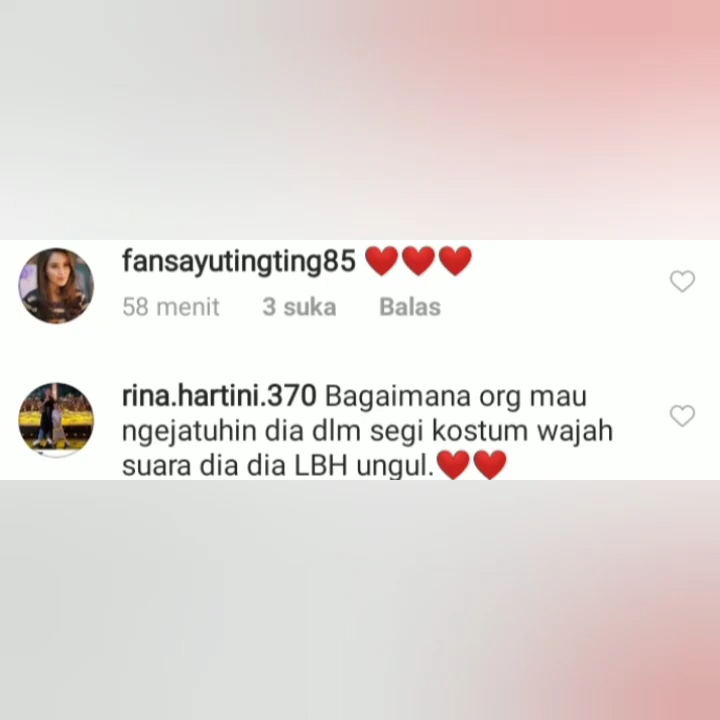 fansayutingting85 ❤️❤️❤️
58 menit 3 suka Balas
rina.hartini.370 Bagaimana org mau
ngejatuhin dia dlm segi kostum wajah
suara dia dia LBH ungul.❤️❤️